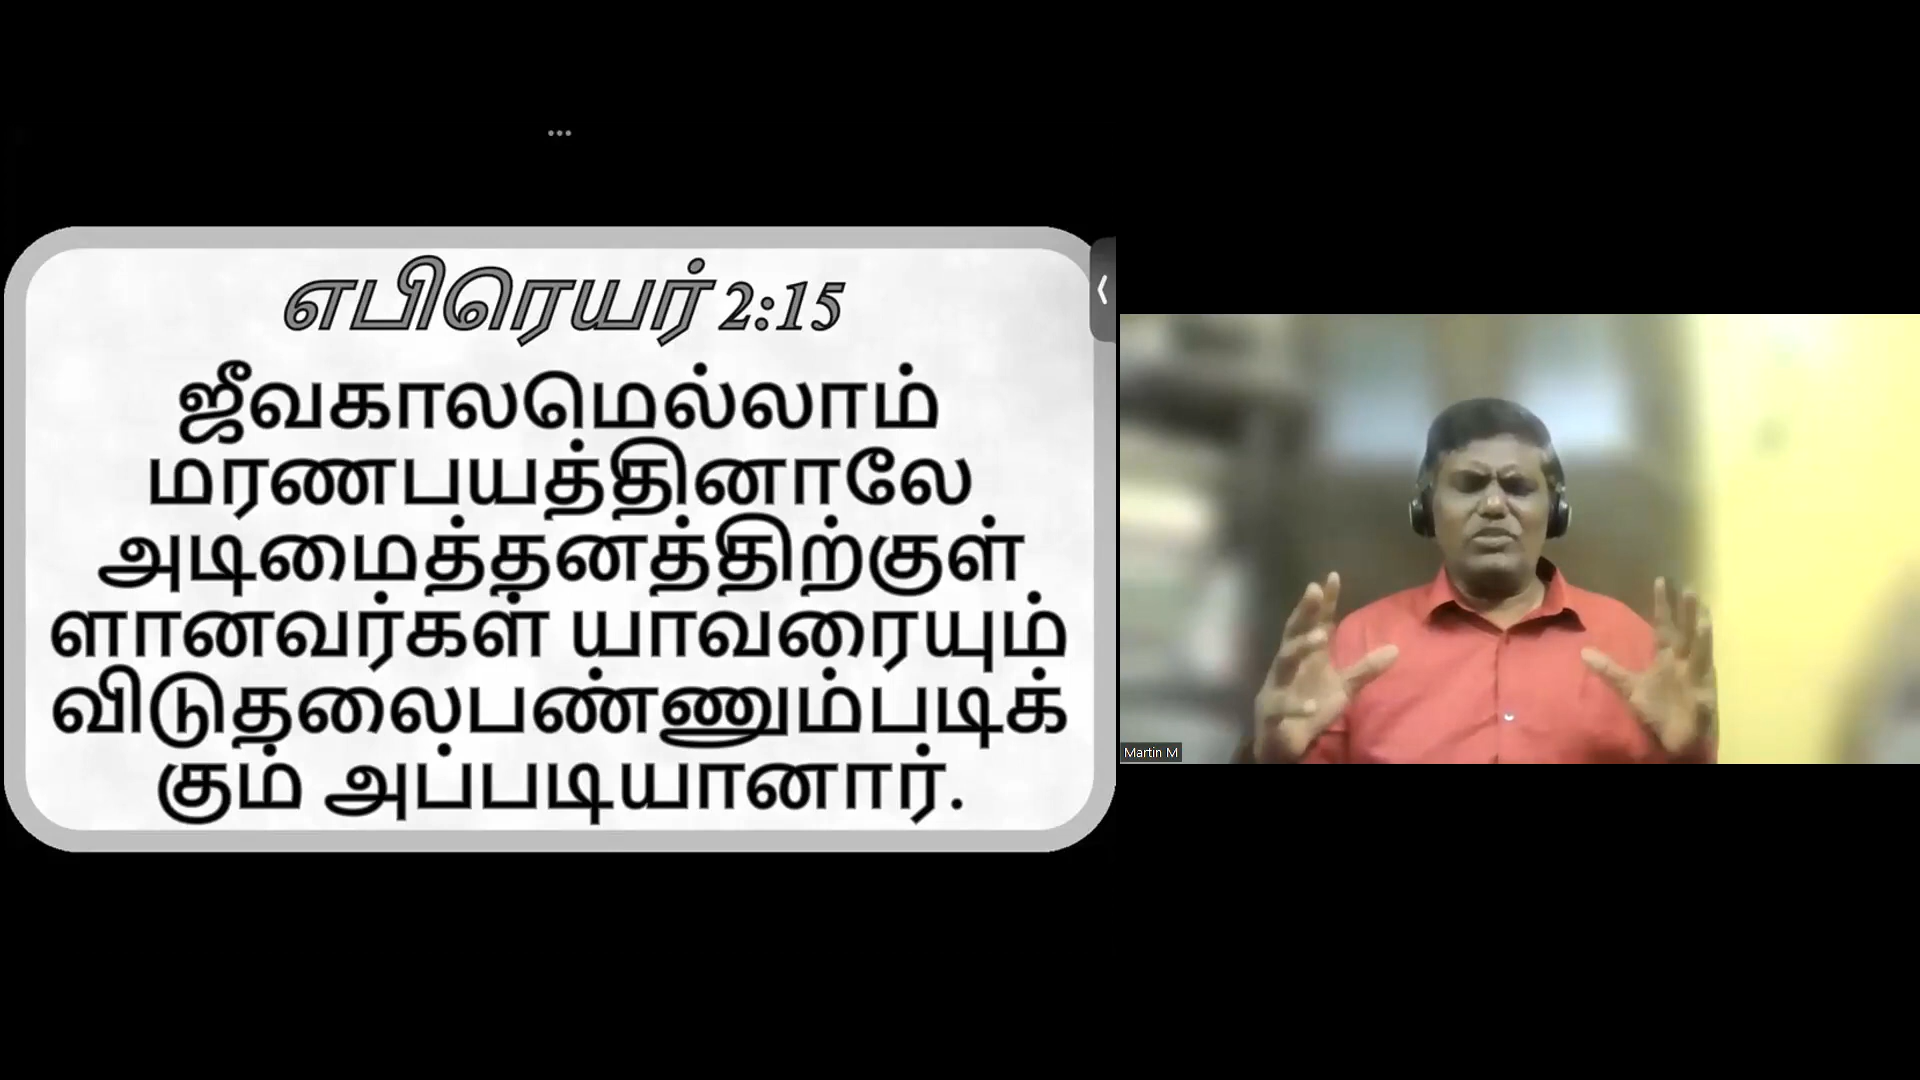 எபிரெயர் 2:15
ஜீவகாலமெல்லாம்
மரணபயத்தினாலே
அடிமைத்தனத்திற்குள்
ளானவர்கள் யாவரையும்
விடுதலைபண்ணும்படிக்
கும் அப்படியானார்.
Martin M